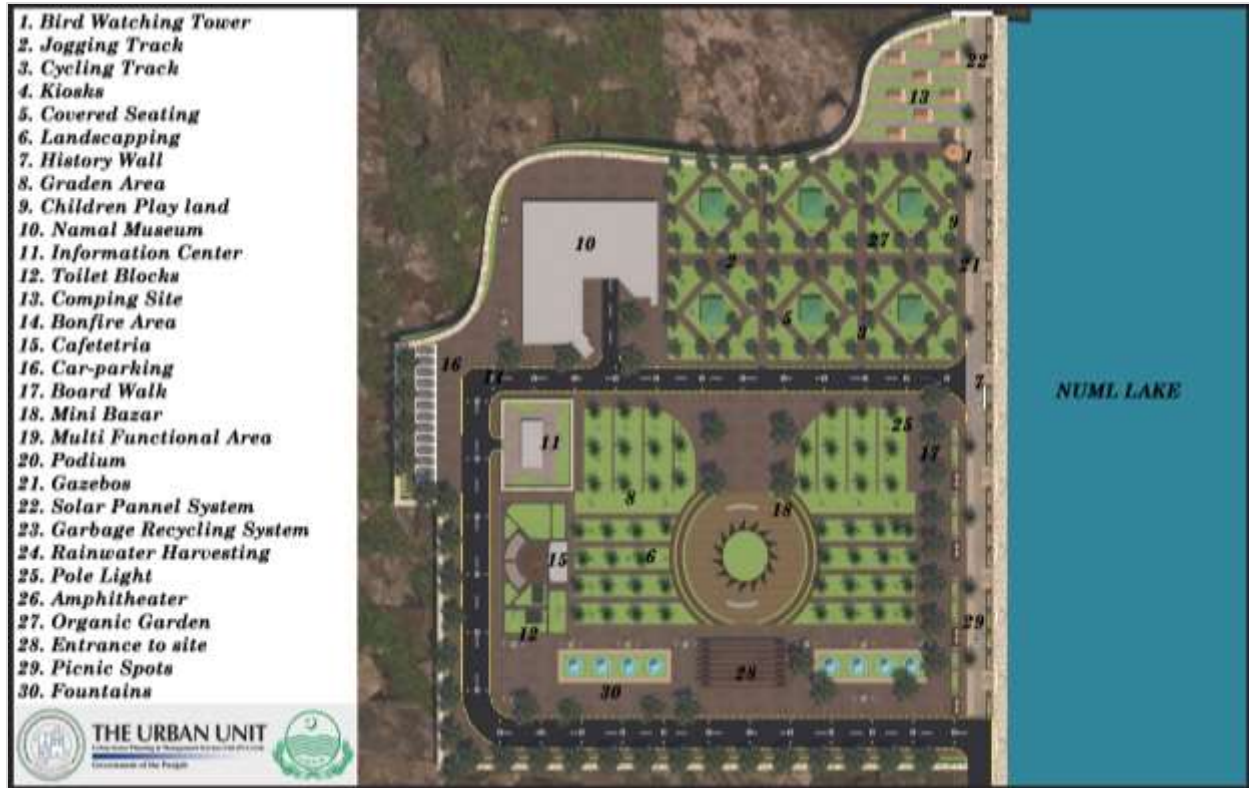 1. Bird Watching Tower
2. Jogging Track
3. Cycling Track
4. Kiosks
5. Covered Seating
6. Landscapping
7. History Wall
8. Graden Area
9. Children Play land
10. Namal Museum
11. Information Center
12. Toilet Blocks
13. Comping Site
14. Bonfire Area
15. Cafetetria
16. Car-parking
17. Board Walk
18. Mini Bazar
19. Multi Functional Area
20. Podium
21. Gazebos
22. Solar Pannel System
23. Garbage Recycling System
24. Rainwater Harvesting
25. Pole Light
26. Amphitheater
27. Organic Garden
28. Entrance to site
29. Picnic Spots
30. Fountains
THE URBAN UNIT
Government of the Punjab
22
13
1
9
10
27
2
21
5
3
16
7
NUML LAKE
25
11
17
8
18
6
15
29
12
28
30